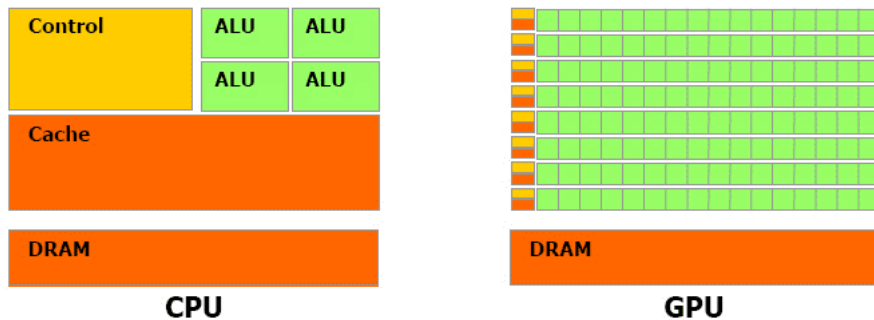 Control
ALU ALU
ALU ALU
Cache
DRAM
CPU
DRAM
GPU